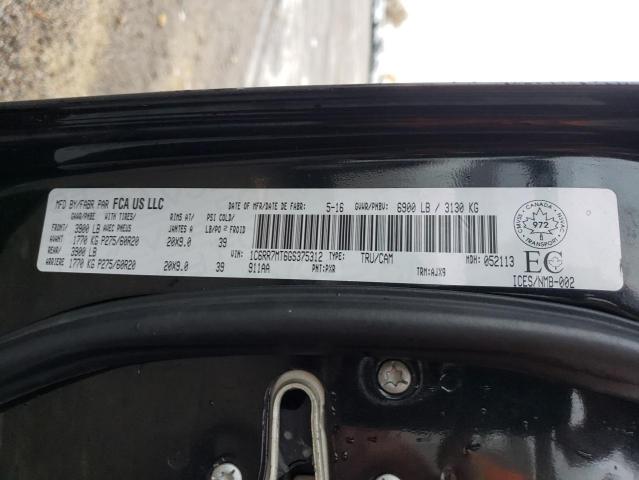 MFD BY/FABR PAR FCA US LLC DATE OF MFR/DATE DE FABR: 5-16 GVWR/PNBV: 6900 LB / 3130 KG
GAWR/PNBE WITH TIRES/ RIMS AT/ PSI COLD/
FRONT/ 3900 LB AVEC PNEUS JANTES A LB/PO ² FROID
AVANT 1770 KG P275/60R20 20X9.0 39
REAR/ 3900 LB
ARRIERE 1770 KG P275/60R20 20X9.0 39
VIN: 1C6RR7MT6GS375312 TYPE: TRU/CAM MDH: 052113
911AA PNT:PXR TRM:AJX9
CANADA
972
TRANSPORT
EC
ICES/NMB-002